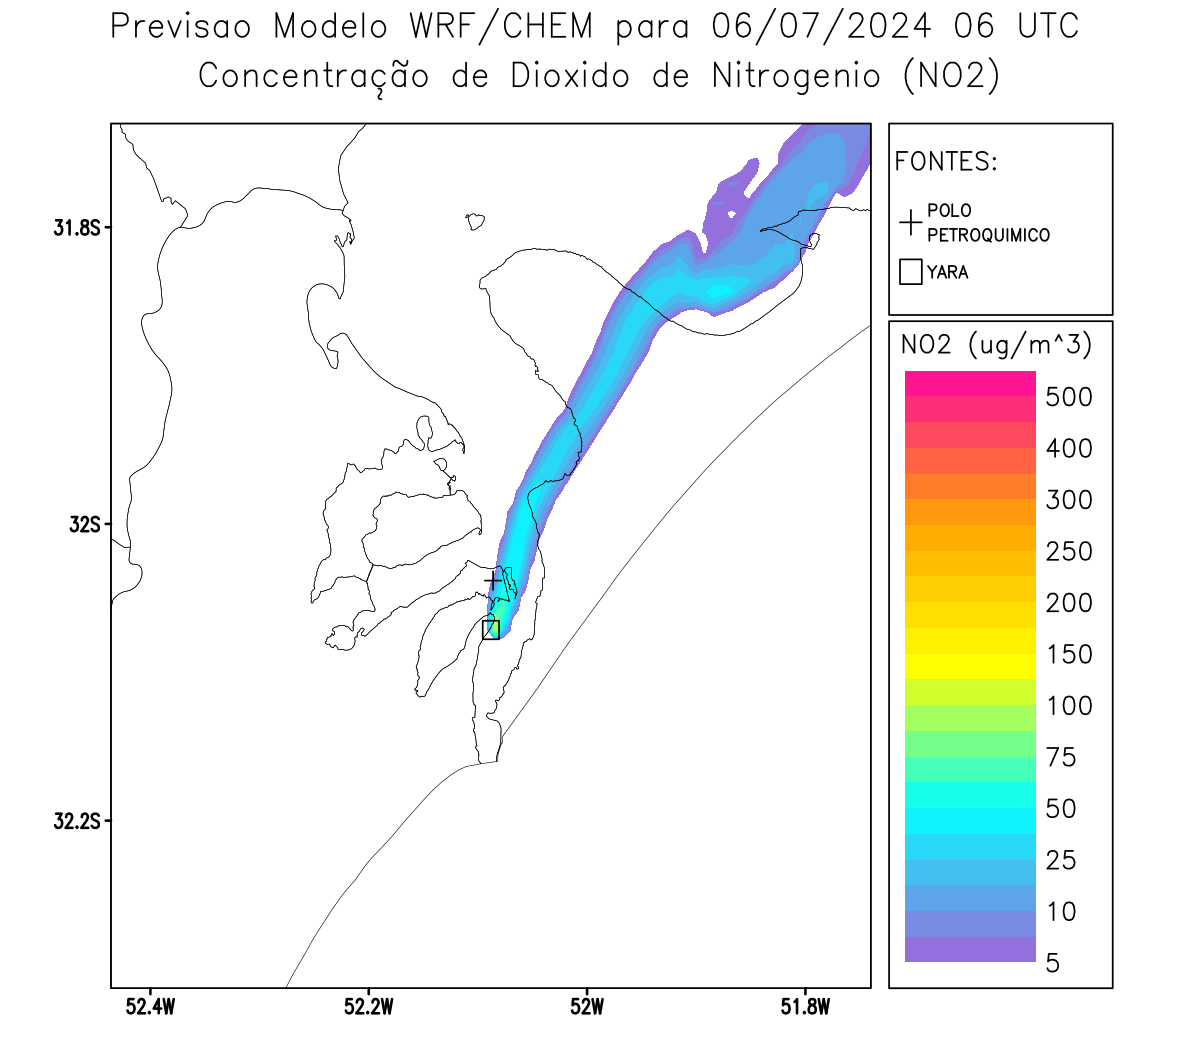 Previsao Modelo WRF/CHEM para 06/07/2024 06 UTC
Concentração de Dioxido de Nitrogenio (NO2)
FONTES:
POLO
PETROQUIMICO
YARA
NO2 (ug/m^3)
500
400
300
250
200
150
100
75
50
25
10
5
31.8S
32S
32.2S
52.4W
52.2W
52W
51.8W